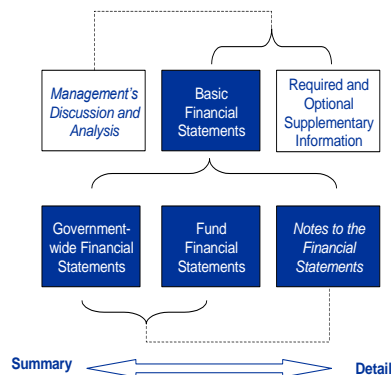 Management's
Discussion and
Analysis
Basic
Financial
Statements
Required and
Optional
Supplementary
Information
Government-
wide Financial
Statements
Fund
Financial
Statements
Notes to the
Financial
Statements
Summary
Detail